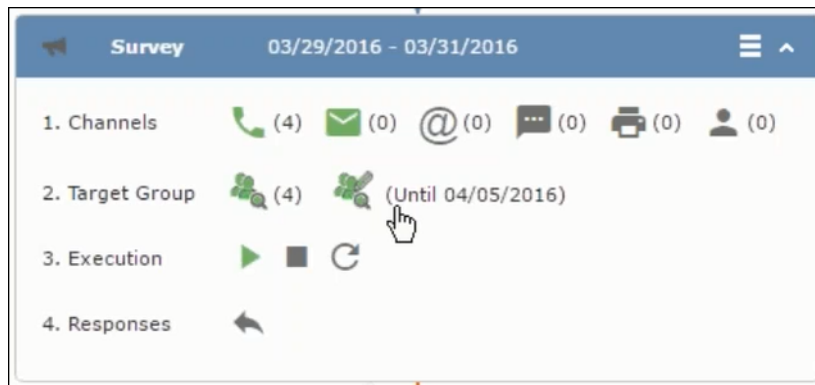 Survey 03/29/2016 - 03/31/2016
1. Channels (4) (0) @ (0) (0) (0) (0)
2. Target Group (4) (Until 04/05/2016)
3. Execution
4. Responses